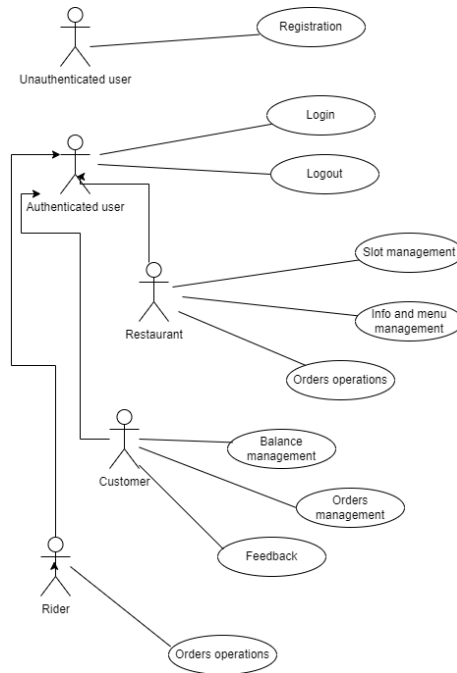 Registration
Unauthenticated user
Login
Logout
Authenticated user
Slot management
Info and menu
management
Restaurant
Orders operations
Balance
management
Customer
Orders
management
Feedback
Rider
Orders operations